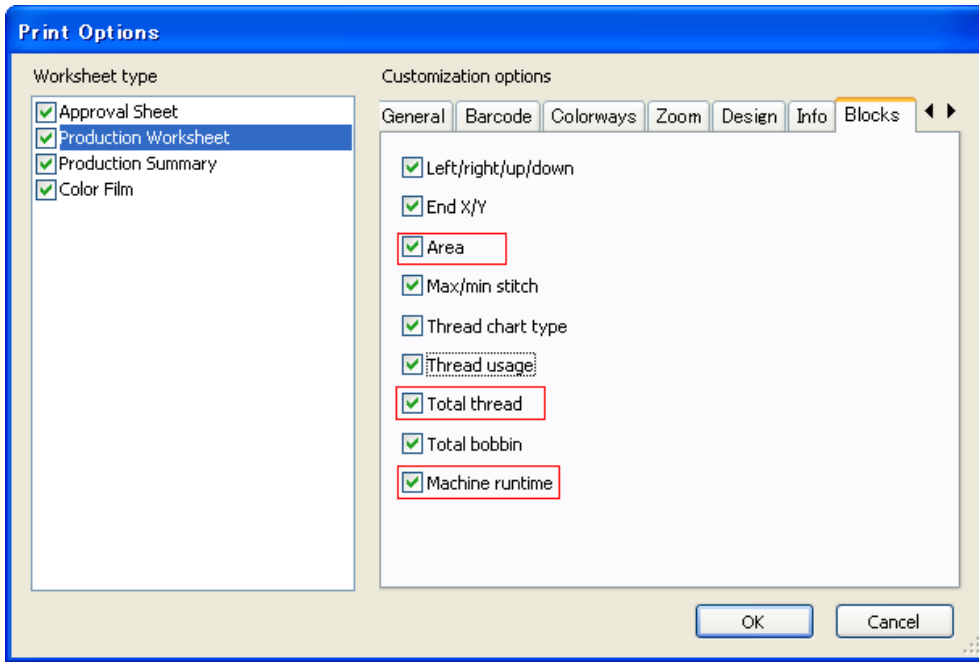 Print Options
Worksheet type
Approval Sheet
Production Worksheet
Production Summary
Color Film
Customization options
General Barcode Colorways Zoom Design Info Blocks
Left/right/up/down
End X/Y
Area
Max/min stitch
Thread chart type
Thread usage
Total thread
Total bobbin
Machine runtime
OK Cancel